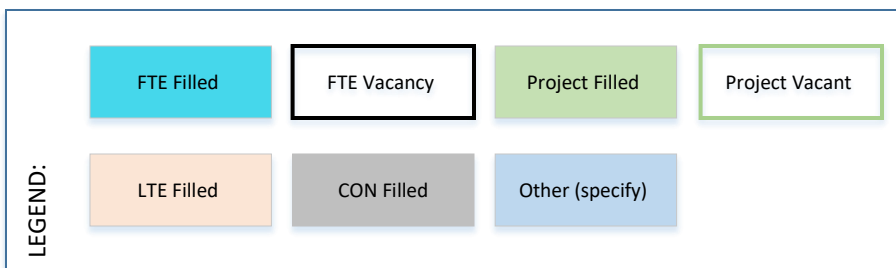 FTE Filled
FTE Vacancy
Project Filled
Project Vacant
LEGEND:
LTE Filled
CON Filled
Other (specify)